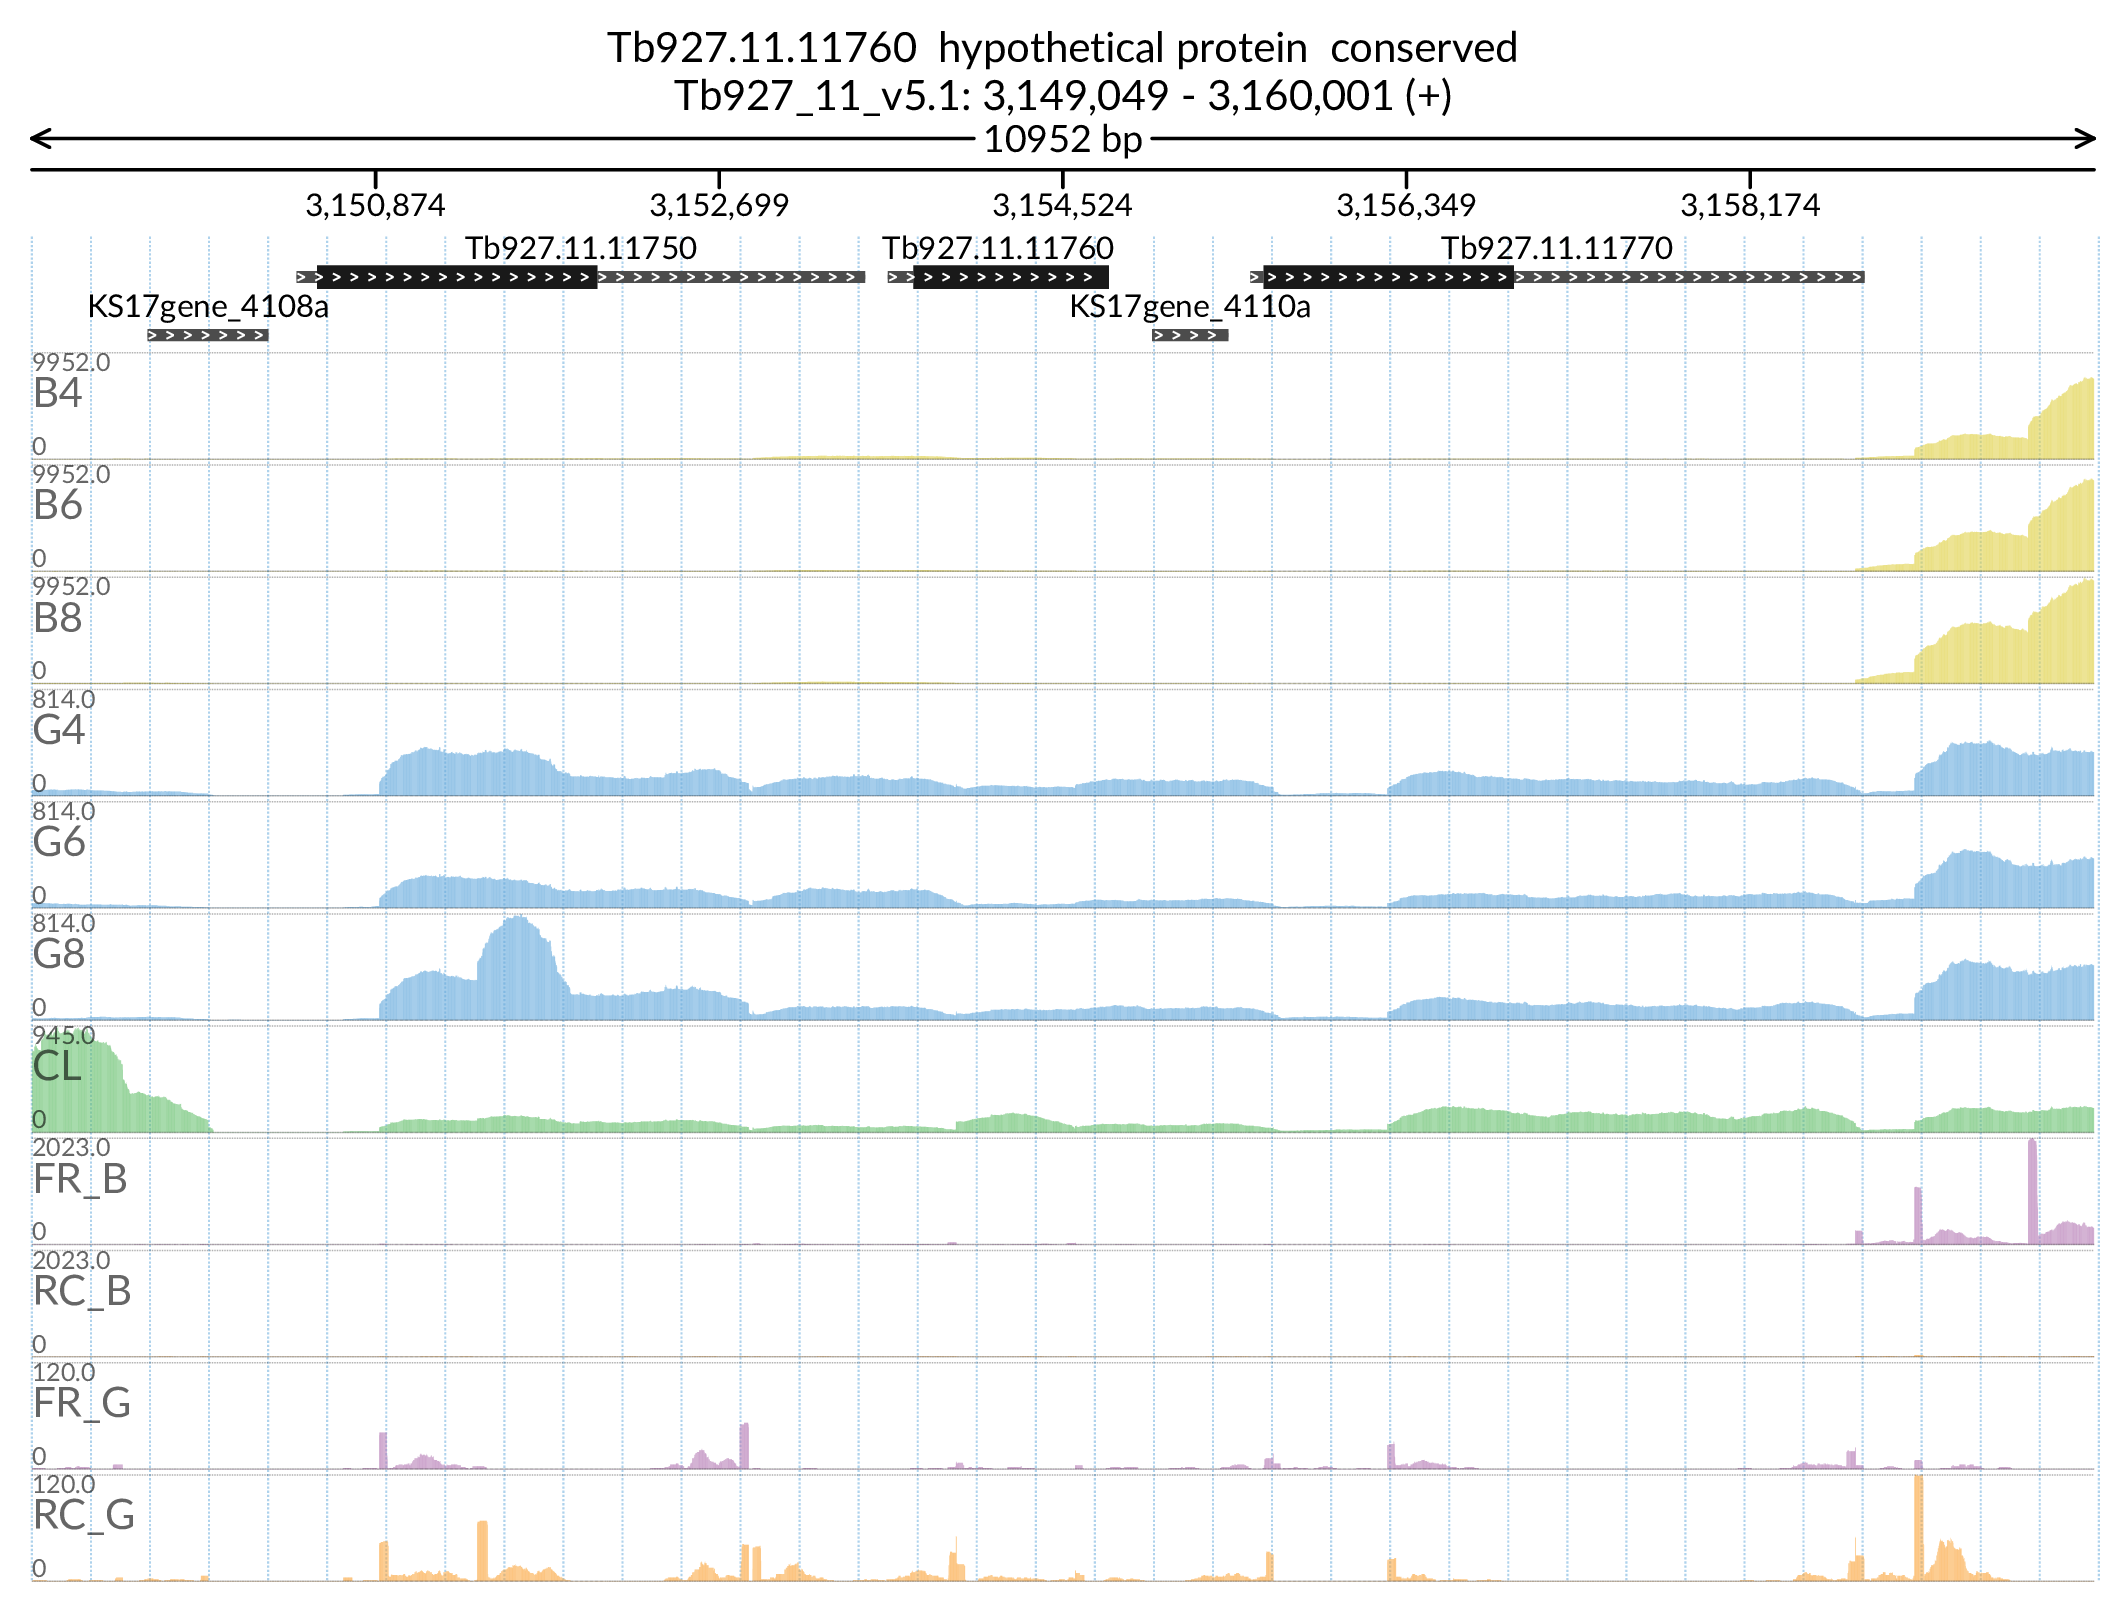 Tb927.11.11760  hypothetical protein  conserved
Tb927_11_v5.1: 3,149,049 - 3,160,001 (+)
10952 bp
3,150,874 3,152,699 3,154,524 3,156,349 3,158,174
Tb927.11.11750 Tb927.11.11760 Tb927.11.11770
KS17gene_4108a KS17gene_4110a
9952.0
B4
0
9952.0
B6
0
9952.0
B8
0
814.0
G4
0
814.0
G6
0
814.0
G8
0
945.0
CL
0
2023.0
FR_B
0
2023.0
RC_B
0
120.0
FR_G
0
120.0
RC_G
0